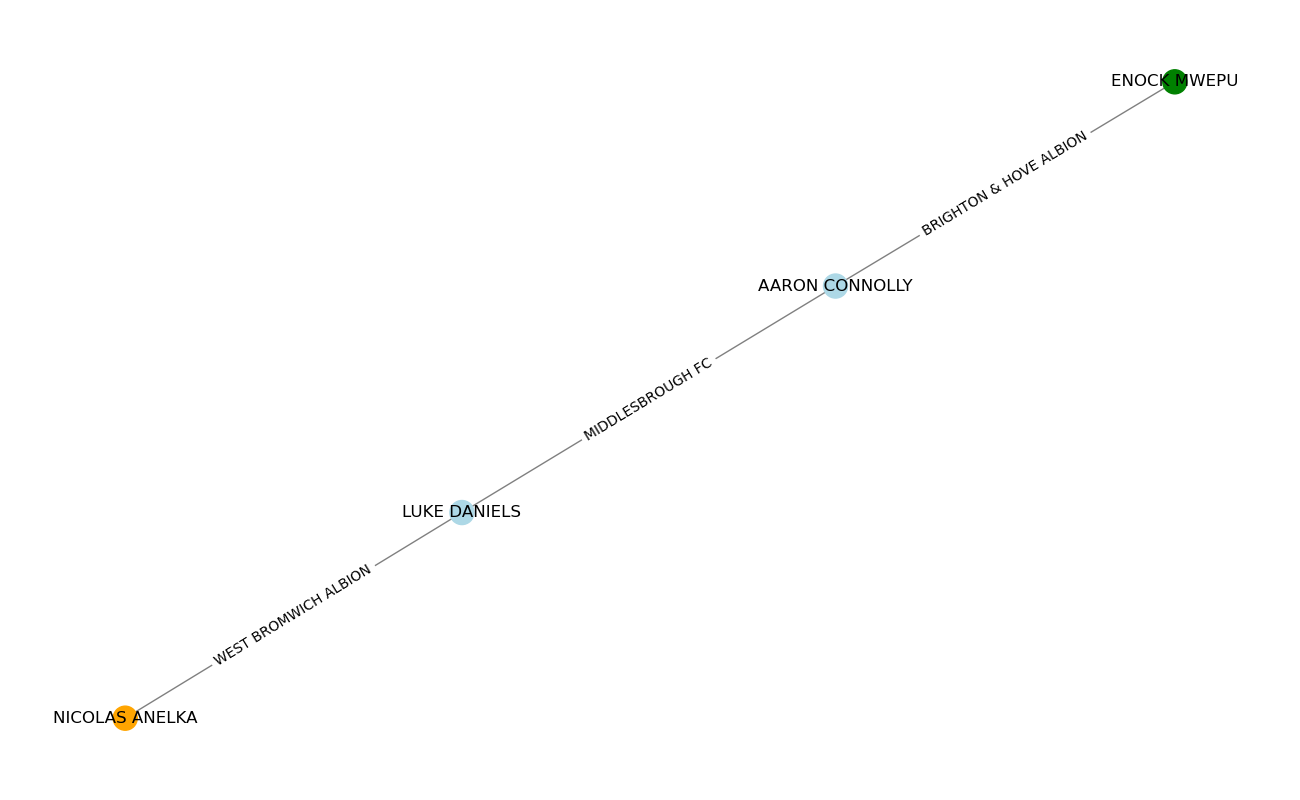 ENOCK MWEPU
BRIGHTON & HOVE ALBION
AARON CONNOLLY
MIDDLESBROUGH FC
LUKE DANIELS
WEST BROMWICH ALBION
NICOLAS ANELKA